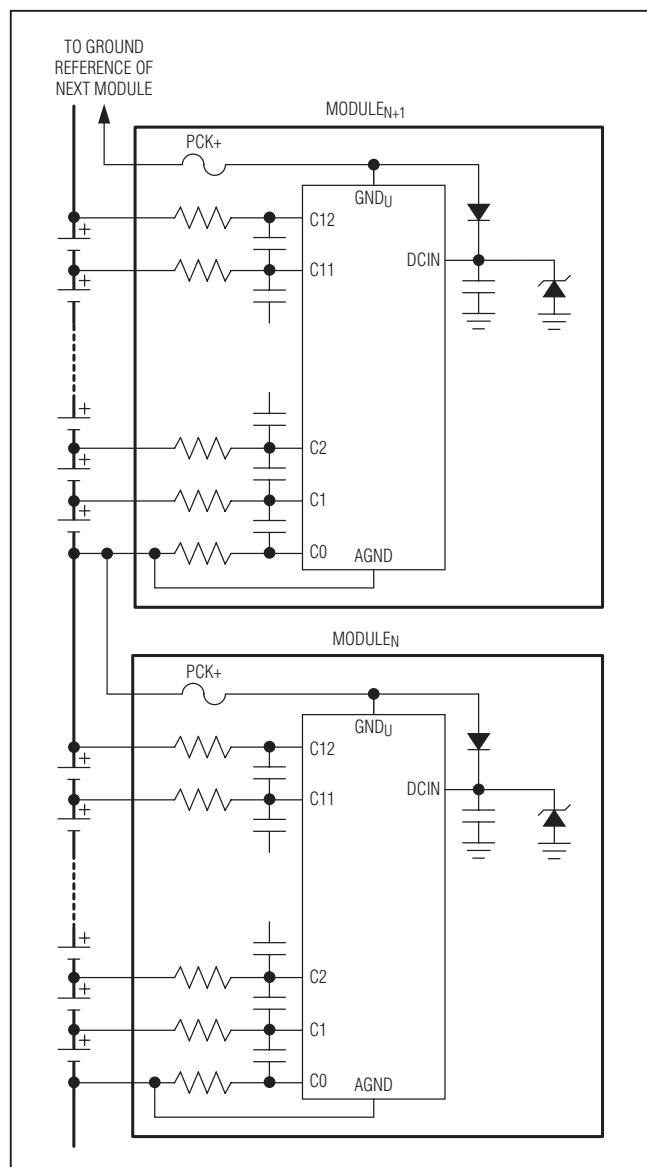 TO GROUND
REFERENCE OF
NEXT MODULE
MODULEN+1
PCK+
GNDU
C12
C11
DCIN
C2
C1
C0
AGND
+
+
+
+
+
MODULEN
PCK+
GNDU
C12
C11
DCIN
C2
C1
C0
AGND
+
+
+
+
+